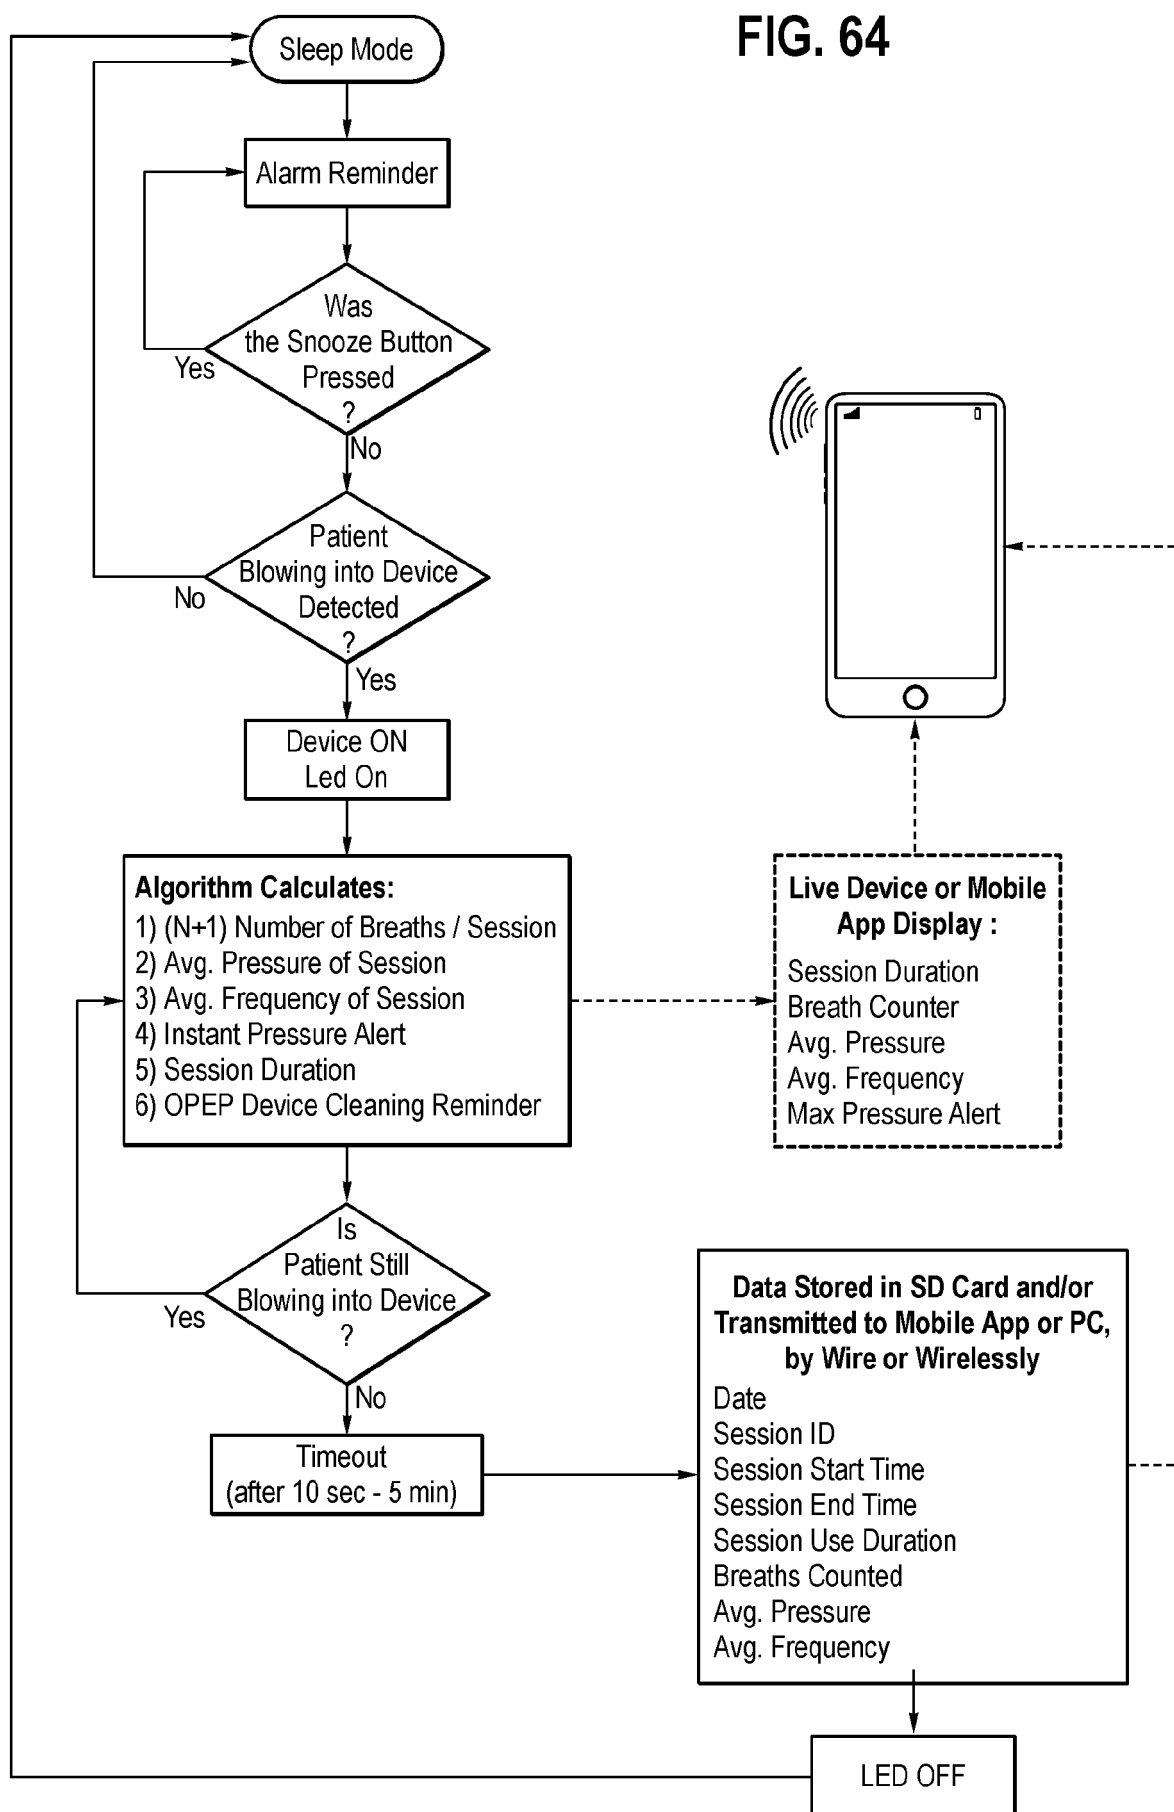 FIG. 64
Sleep Mode
Alarm Reminder
Was
the Snooze Button
Pressed
?
Yes
No
Patient
Blowing into Device
Detected
?
No
Yes
Device ON
Led On
Algorithm Calculates:
1) (N+1) Number of Breaths / Session
2) Avg. Pressure of Session
3) Avg. Frequency of Session
4) Instant Pressure Alert
5) Session Duration
6) OPEP Device Cleaning Reminder
Live Device or Mobile
App Display :
Session Duration
Breath Counter
Avg. Pressure
Avg. Frequency
Max Pressure Alert
Is
Patient Still
Blowing into Device
?
Yes
No
Timeout
(after 10 sec - 5 min)
Data Stored in SD Card and/or
Transmitted to Mobile App or PC,
by Wire or Wirelessly
Date
Session ID
Session Start Time
Session End Time
Session Use Duration
Breaths Counted
Avg. Pressure
Avg. Frequency
LED OFF